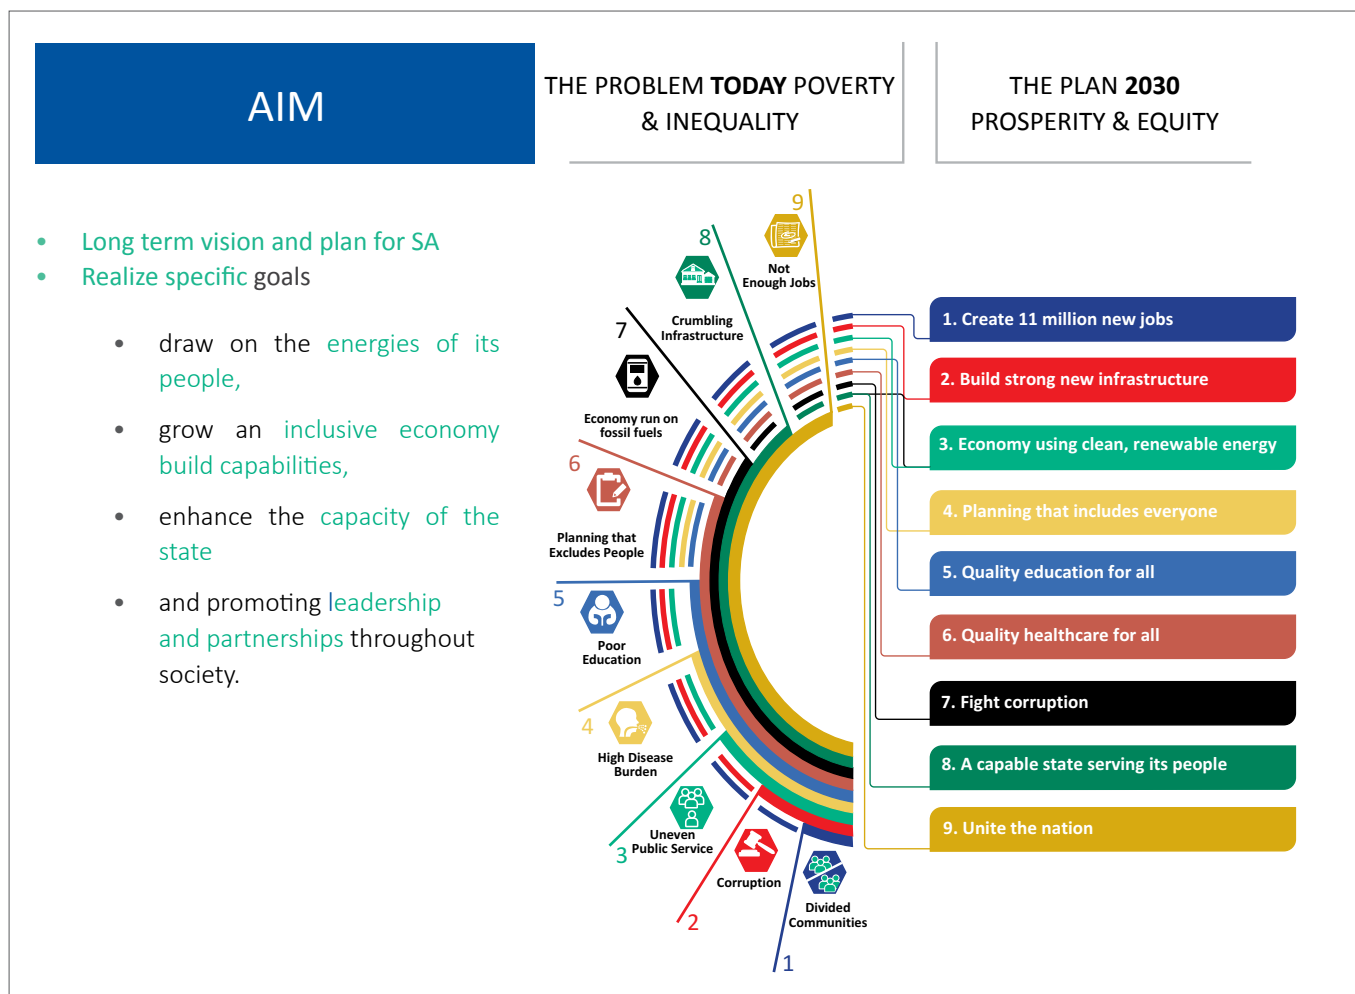 AIM
• Long term vision and plan for SA
• Realize specific goals
• draw on the energies of its
people,
• grow an inclusive economy
build capabilities,
• enhance the capacity of the
state
• and promoting leadership
and partnerships throughout
society.
THE PROBLEM TODAY POVERTY
& INEQUALITY
9
Not
Enough Jobs
8
Crumbling
Infrastructure
7
Economy run on
fossil fuels
6
Planning that
Excludes People
5
Poor
Education
4
High Disease
Burden
3
Uneven
Public Service
2
Corruption
1
Divided
Communities
THE PLAN 2030
PROSPERITY & EQUITY
1. Create 11 million new jobs
2. Build strong new infrastructure
3. Economy using clean, renewable energy
4. Planning that includes everyone
5. Quality education for all
6. Quality healthcare for all
7. Fight corruption
8. A capable state serving its people
9. Unite the nation